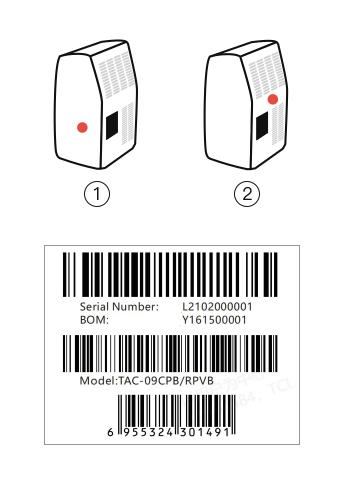 ①
②
Serial Number: L2102000001
BOM: Y161500001
Model:TAC-09CPB/RPVB
6 955324 301491